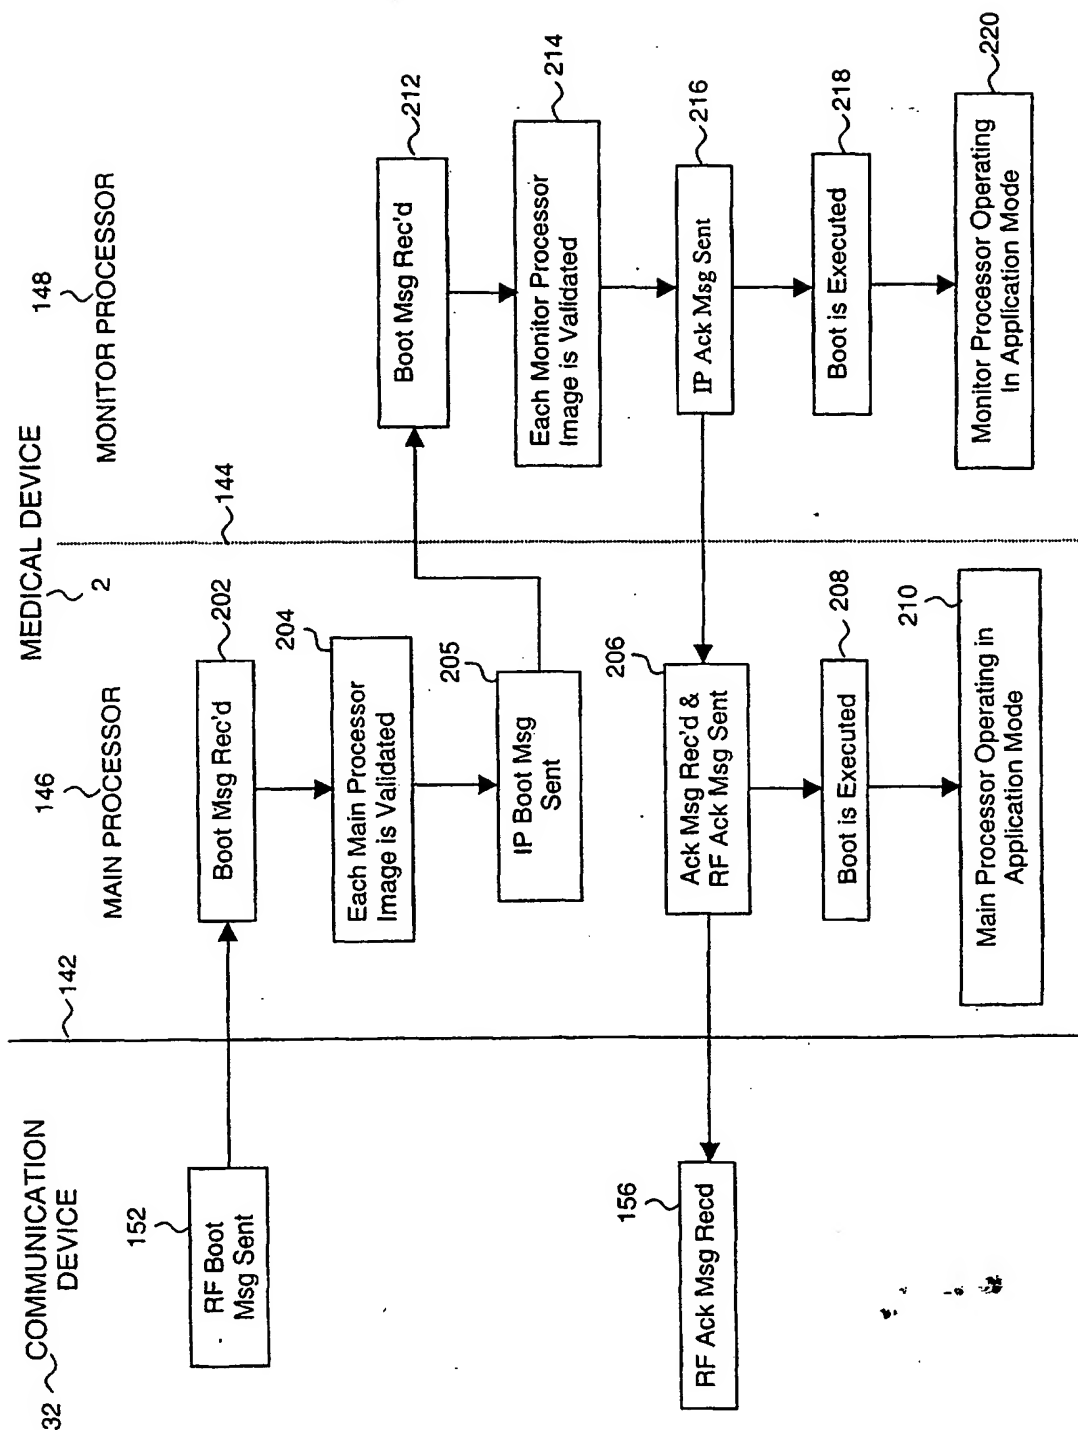 MEDICAL DEVICE
2
32
COMMUNICATION
DEVICE
142
146
MAIN PROCESSOR
144
148
MONITOR PROCESSOR
152
RF Boot
Msg Sent
202
Boot Msg Rec'd
204
Each Main Processor
Image is Validated
205
IP Boot Msg
Sent
212
Boot Msg Rec'd
214
Each Monitor Processor
Image is Validated
216
IP Ack Msg Sent
206
Ack Msg Rec'd &
RF Ack Msg Sent
156
RF Ack Msg Recd
208
Boot is Executed
218
Boot is Executed
210
Main Processor Operating in
Application Mode
220
Monitor Processor Operating
In Application Mode